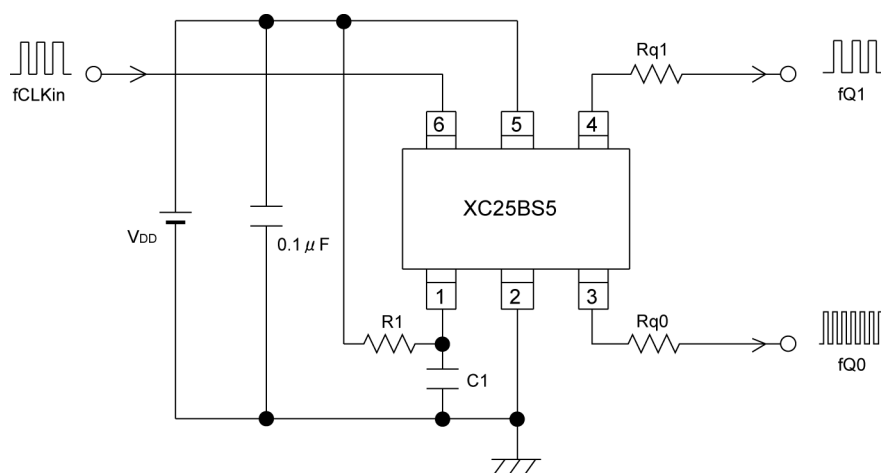 fCLKin
Rq1
fQ1
6
5
4
XC25BS5
VDD
0.1μF
1
2
3
R1
Rq0
C1
fQ0